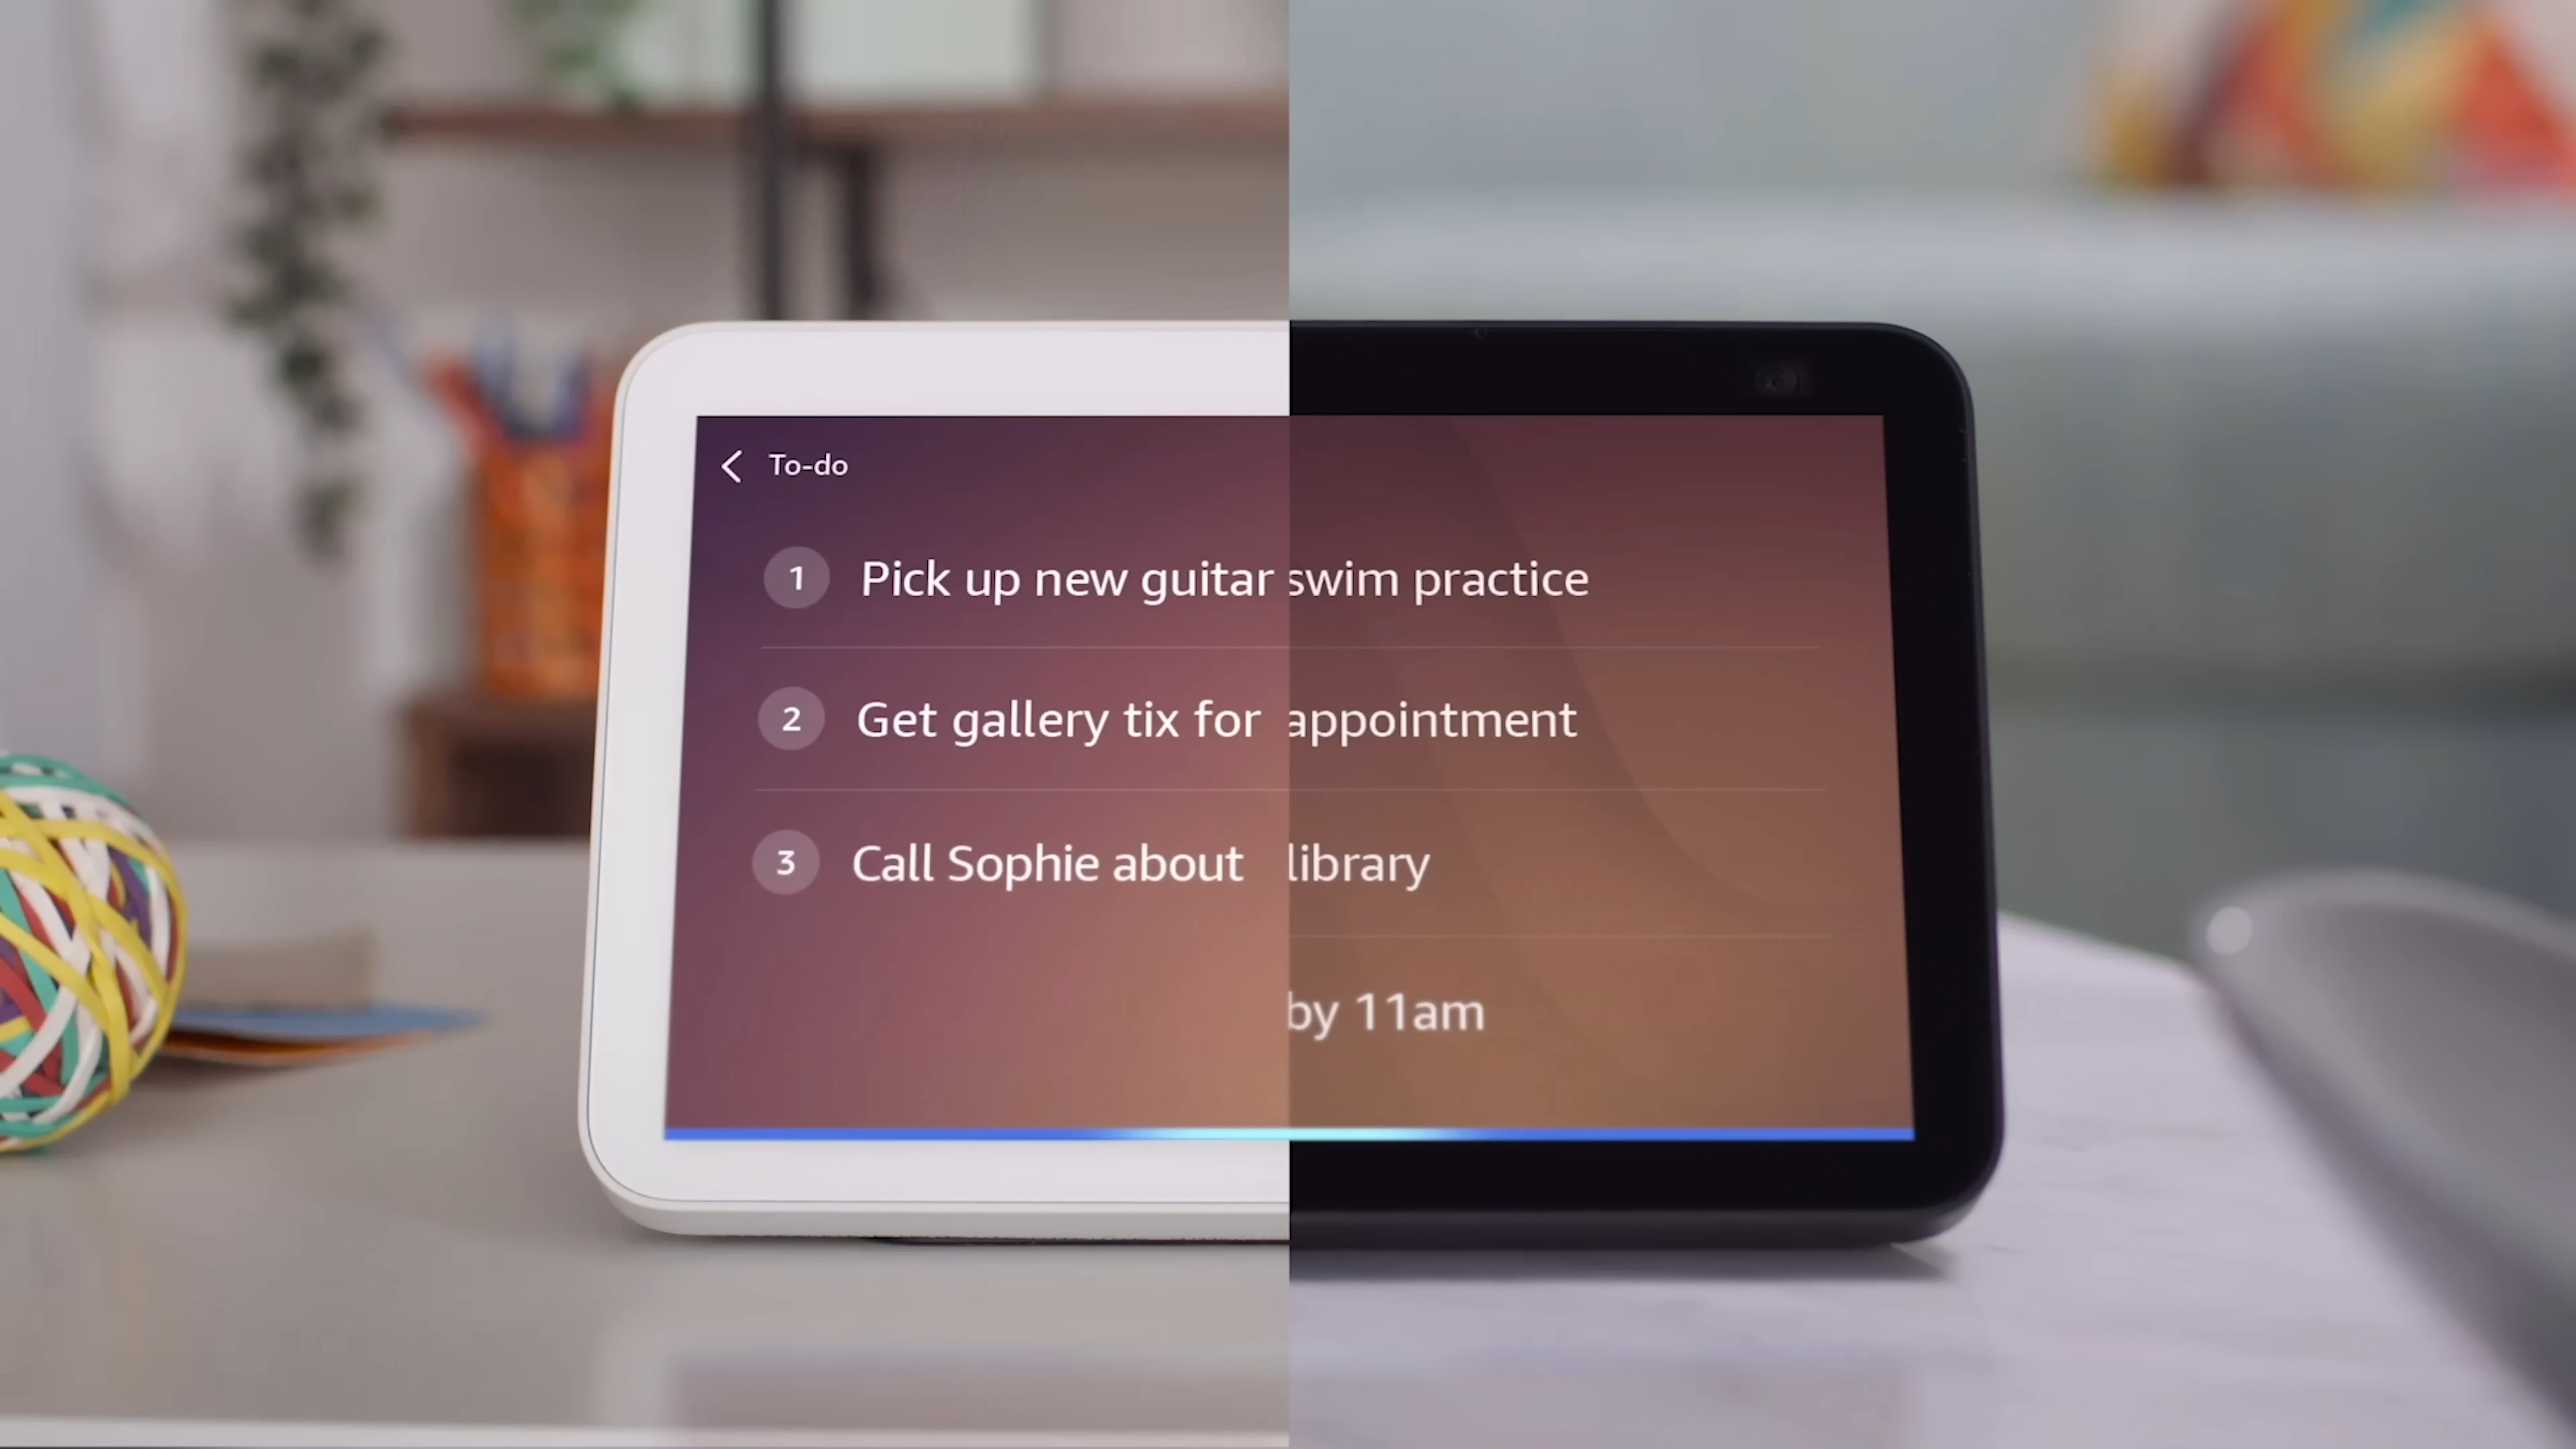 To-do
1 Pick up new guitar swim practice
2 Get gallery tix for appointment
3 Call Sophie about library
by 11am